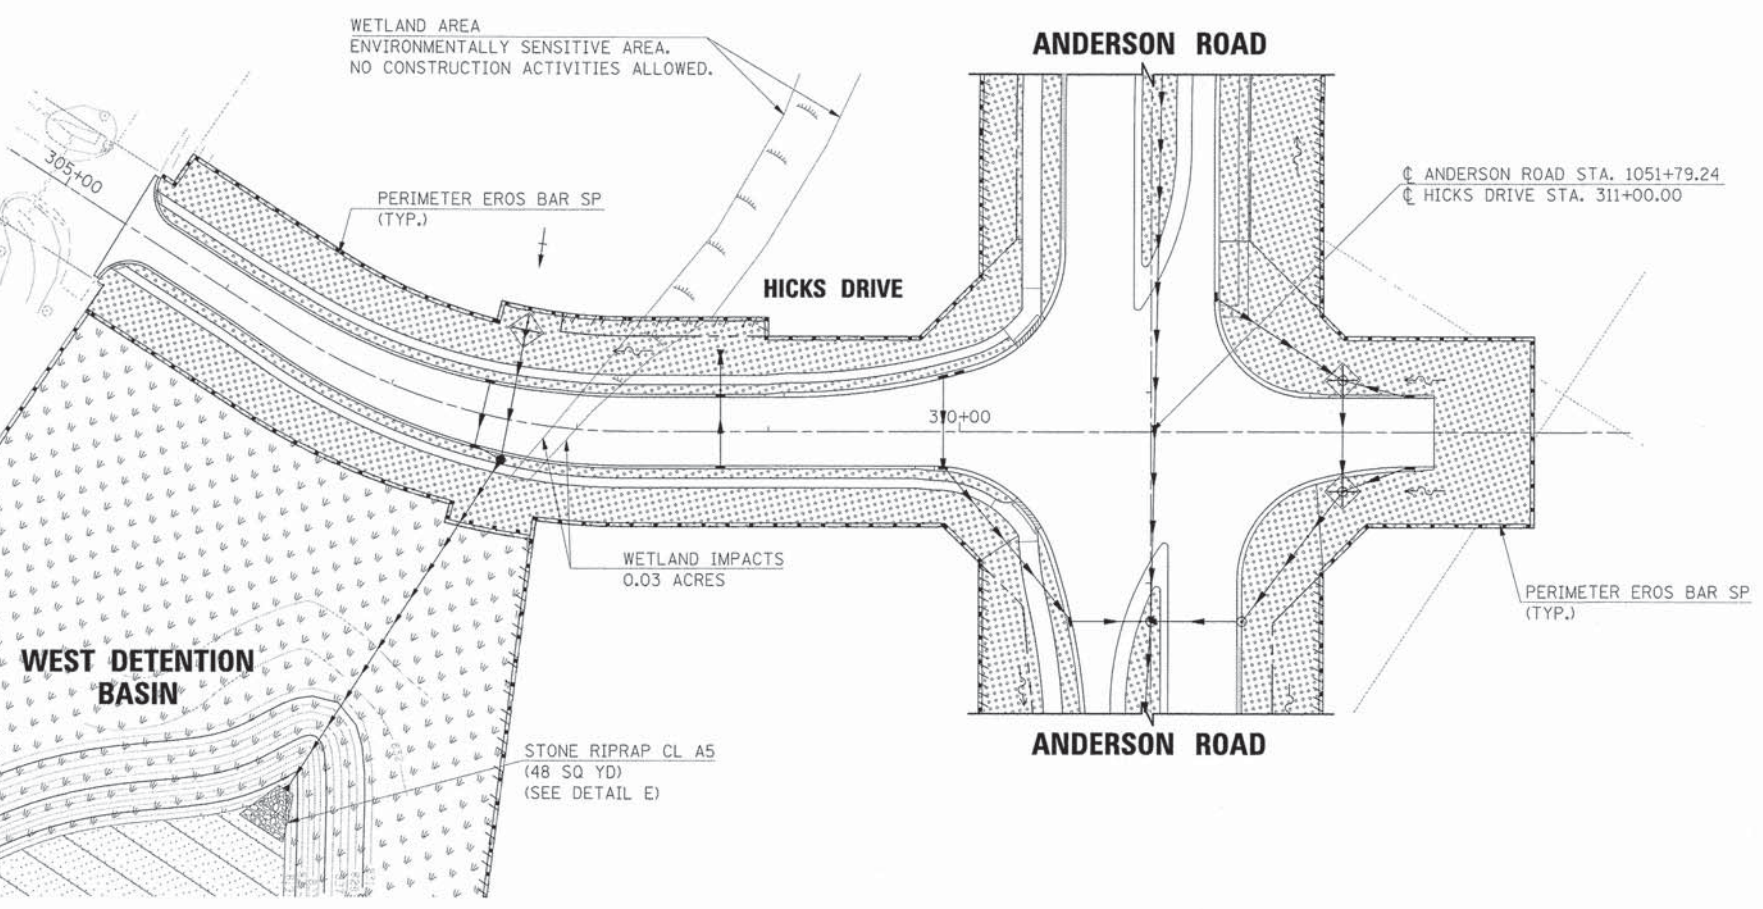 WETLAND AREA
ENVIRONMENTALLY SENSITIVE AREA.
NO CONSTRUCTION ACTIVITIES ALLOWED.
ANDERSON ROAD
305+00
PERIMETER EROS BAR SP
(TYP.)
℄ ANDERSON ROAD STA. 1051+79.24
℄ HICKS DRIVE STA. 311+00.00
HICKS DRIVE
310+00
WETLAND IMPACTS
0.03 ACRES
PERIMETER EROS BAR SP
(TYP.)
WEST DETENTION
BASIN
ANDERSON ROAD
STONE RIPRAP CL A5
(48 SQ YD)
(SEE DETAIL E)